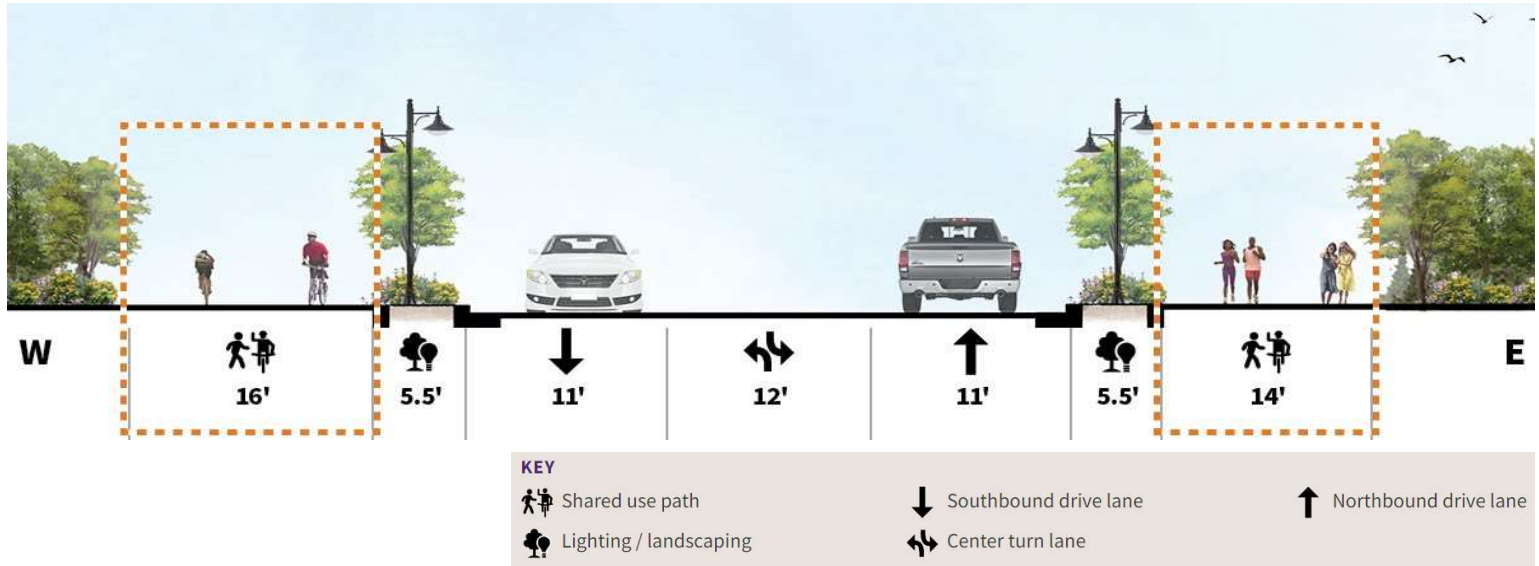 W
E
16' 5.5' 11' 12' 11' 5.5' 14'
KEY
Shared use path
Southbound drive lane
Northbound drive lane
Lighting / landscaping
Center turn lane